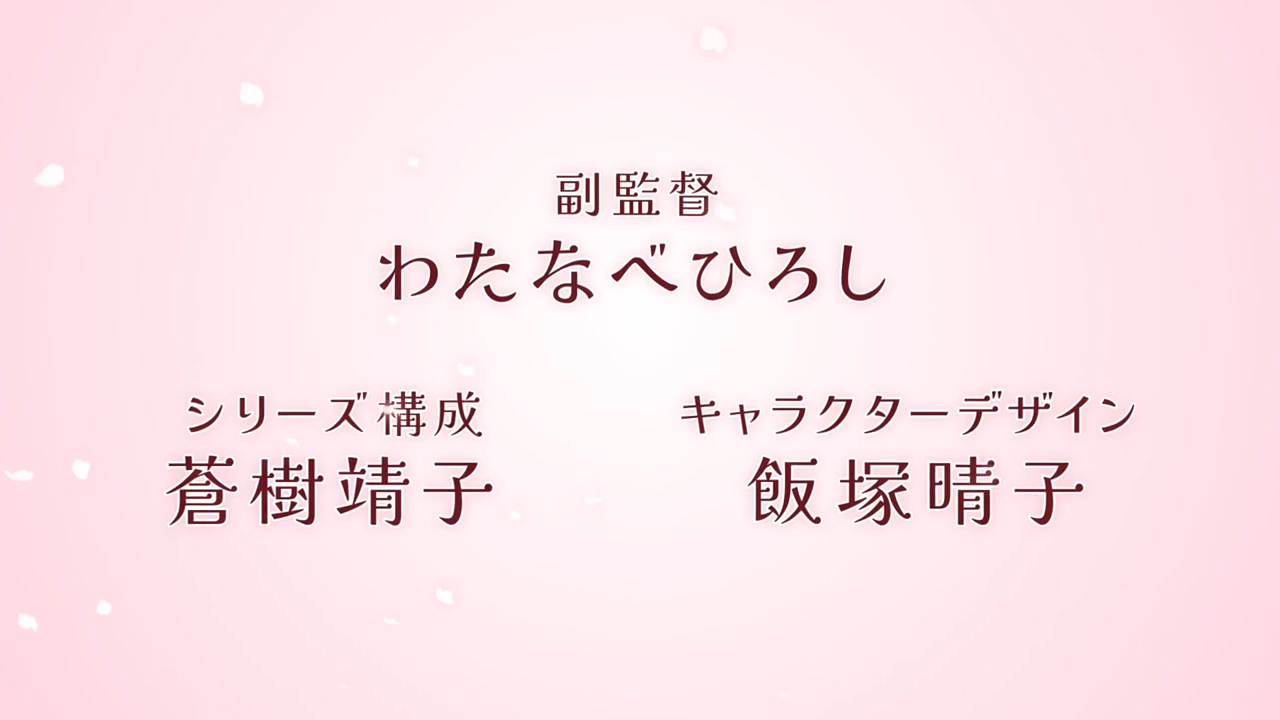 副監督
わたなべひろし
シリーズ構成
蒼樹靖子
キャラクターデザイン
飯塚晴子